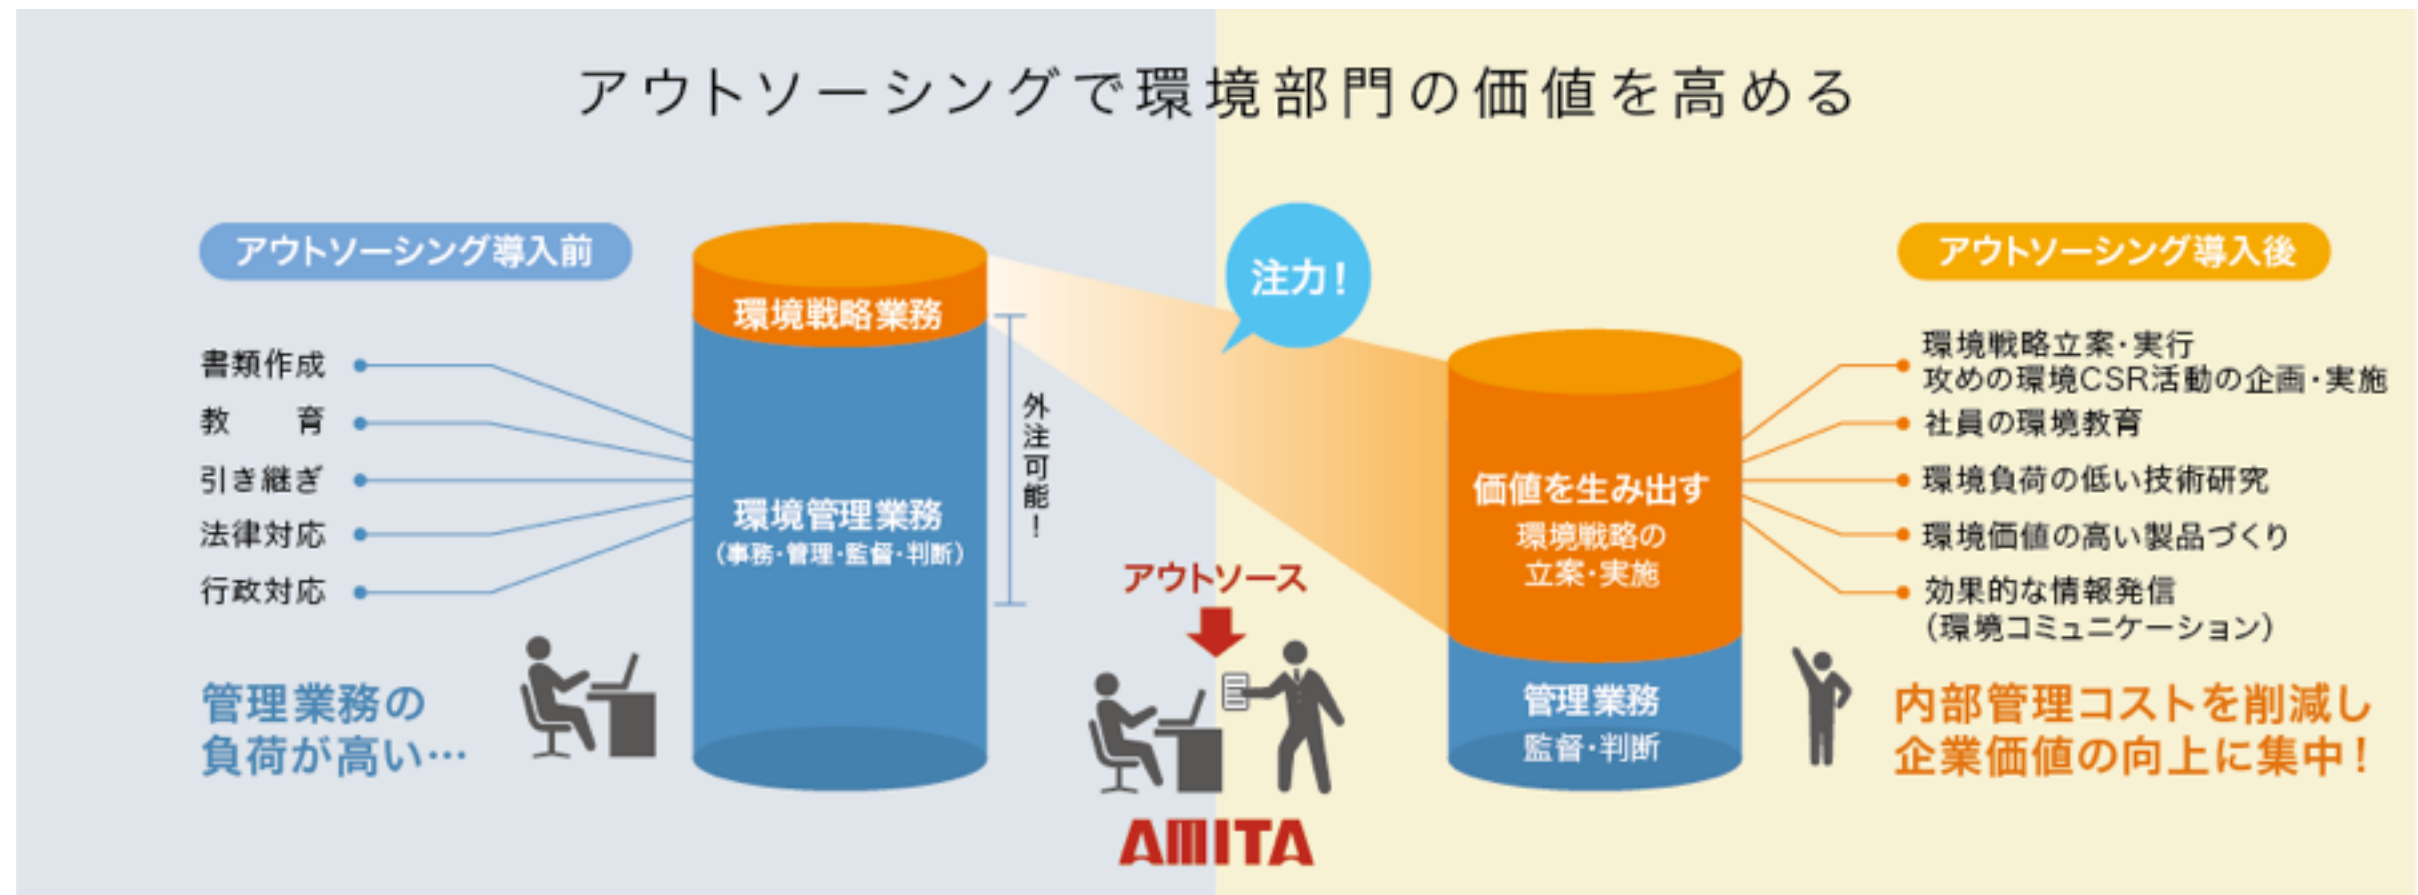 アウトソーシングで環境部門の価値を高める
アウトソーシング導入前
書類作成
教　育
引き継ぎ
法律対応
行政対応
管理業務の
負荷が高い…
環境戦略業務
環境管理業務
（事務・管理・監督・判断）
外注可能！
注力！
アウトソース
AMITA
アウトソーシング導入後
価値を生み出す
環境戦略の
立案・実施
管理業務
監督・判断
環境戦略立案・実行
攻めの環境CSR活動の企画・実施
社員の環境教育
環境負荷の低い技術研究
環境価値の高い製品づくり
効果的な情報発信
（環境コミュニケーション）
内部管理コストを削減し
企業価値の向上に集中！